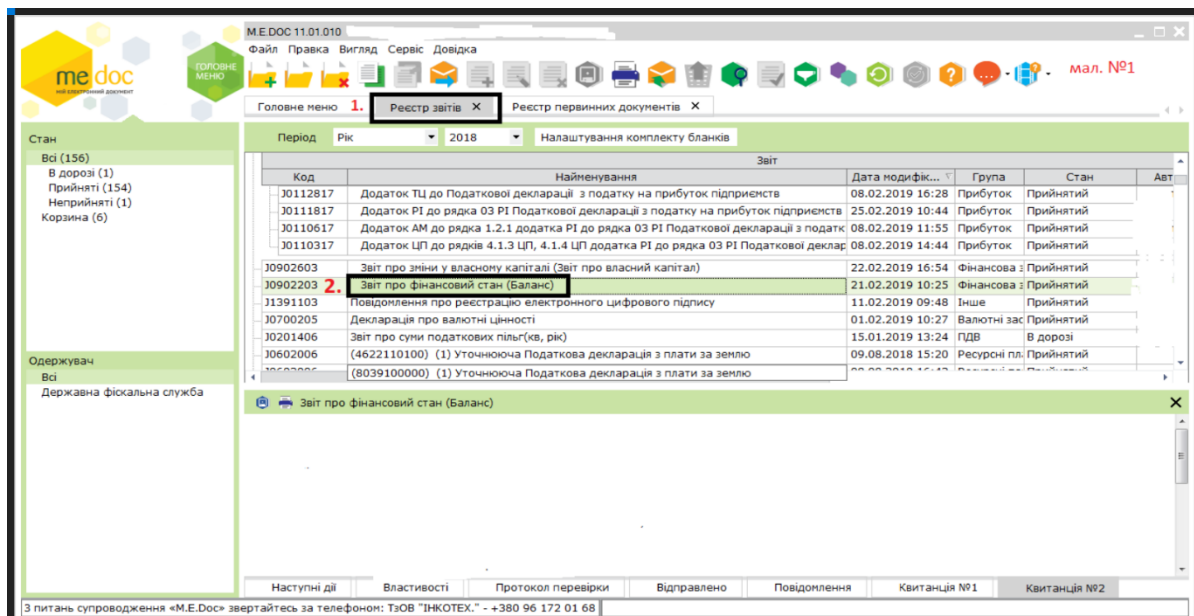 M.E.DOC 11.01.010
Файл Правка Вигляд Сервіс Довідка
me doc
мій електронний документ
ГОЛОВНЕ МЕНЮ
мал. №1
Головне меню 1. Реєстр звітів X Реєстр первинних документів X
Стан
Всі (156)
В дорозі (1)
Прийняті (154)
Неприйняті (1)
Корзина (6)
Період Рік 2018 Налаштування комплекту бланків
Звіт
Код Найменування Дата модифік... Група Стан Авт
J0112817 Додаток ТЦ до Податкової декларації з податку на прибуток підприємств 08.02.2019 16:28 Прибуток Прийнятий
J0111817 Додаток РІ до рядка 03 РІ Податкової декларації з податку на прибуток підприємств 25.02.2019 10:44 Прибуток Прийнятий
J0110617 Додаток АМ до рядка 1.2.1 додатка РІ до рядка 03 РІ Податкової декларації з податк 08.02.2019 11:55 Прибуток Прийнятий
J0110317 Додаток ЦП до рядків 4.1.3 ЦП, 4.1.4 ЦП додатка РІ до рядка 03 РІ Податкової деклар 08.02.2019 14:44 Прибуток Прийнятий
J0902603 Звіт про зміни у власному капіталі (Звіт про власний капітал) 22.02.2019 16:54 Фінансова з Прийнятий
J0902203 2. Звіт про фінансовий стан (Баланс) 21.02.2019 10:25 Фінансова з Прийнятий
J1391103 Повідомлення про реєстрацію електронного цифрового підпису 11.02.2019 09:48 Інше Прийнятий
J0700205 Декларація про валютні цінності 01.02.2019 10:27 Валютні зас Прийнятий
J0201406 Звіт про суми податкових пільг(кв, рік) 15.01.2019 13:24 ПДВ В дорозі
J0602006 (4622110100) (1) Уточнююча Податкова декларація з плати за землю 09.08.2018 15:20 Ресурсні пл Прийнятий
(8039100000) (1) Уточнююча Податкова декларація з плати за землю
Одержувач
Всі
Державна фіскальна служба
Звіт про фінансовий стан (Баланс)
Наступні дії Властивості Протокол перевірки Відправлено Повідомлення Квитанція №1 Квитанція №2
З питань супроводження «M.E.Doc» звертайтесь за телефоном: ТзОВ "ІНКОТЕХ." - +380 96 172 01 68